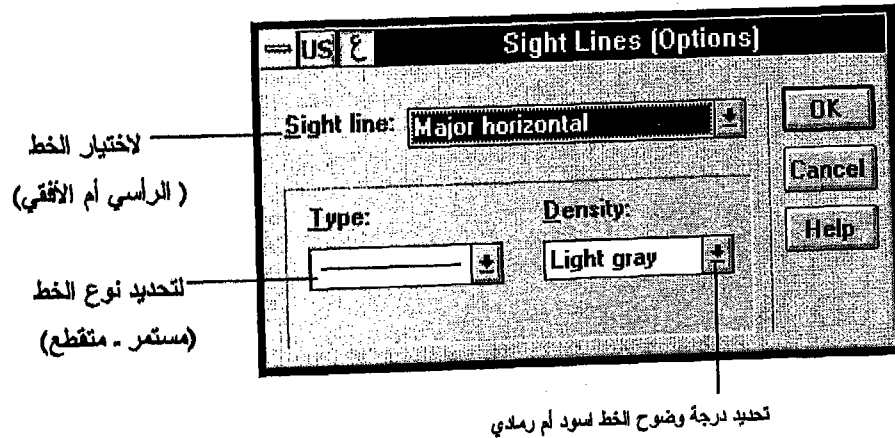 US ع Sight Lines (Options)
Sight line: Major horizontal
OK
Cancel
Help
Type:
Density:
Light gray
لاختيار الخط
( الرأسي أم الأفقي)
لتحديد نوع الخط
(مستمر - متقطع)
تحديد درجة وضوح الخط اسود أم رمادي